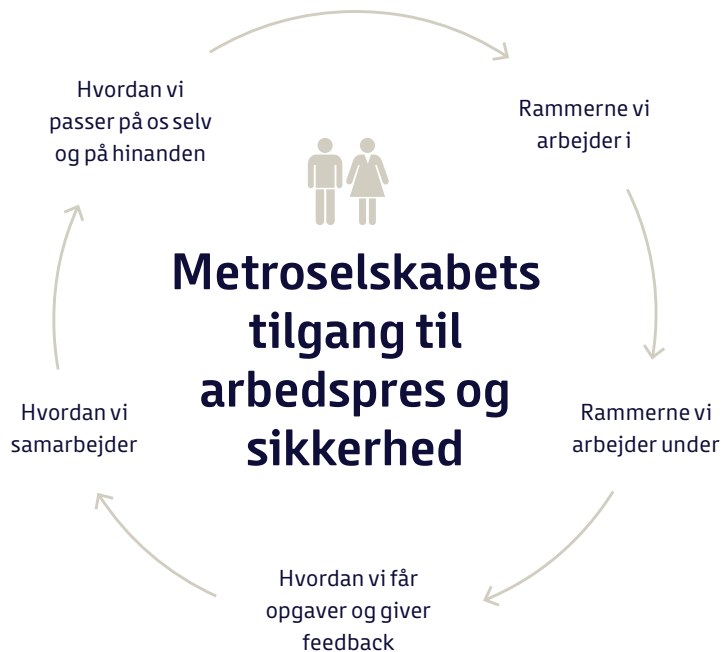 Hvordan vi
passer på os selv
og på hinanden
Rammerne vi
arbejder i
Metroselskabets
tilgang til
arbedspres og
sikkerhed
Hvordan vi
samarbejder
Rammerne vi
arbejder under
Hvordan vi får
opgaver og giver
feedback